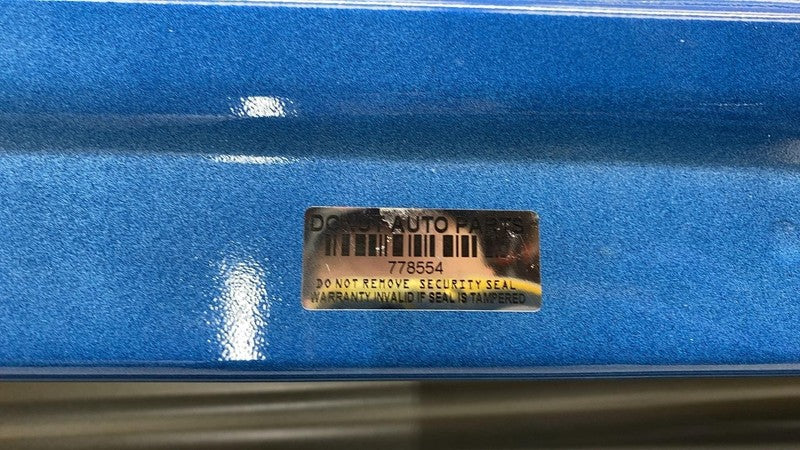 AUTO PARTS
778554
DO NOT REMOVE SECURITY SEAL
WARRANTY INVALID IF SEAL IS TAMPERED